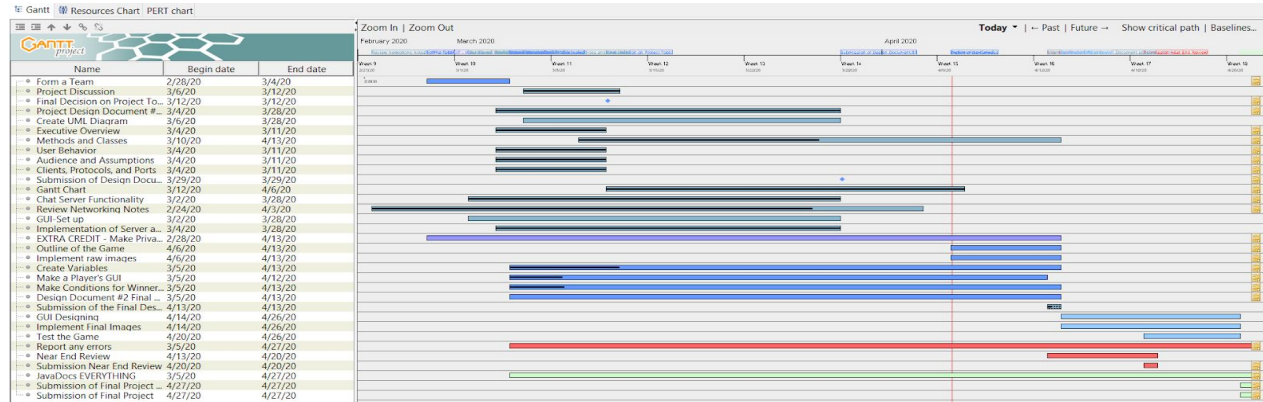 Gantt Resources Chart PERT chart
Zoom In | Zoom Out Today | ← Past | Future → Show critical path | Baselines...
GANTT project
February 2020 March 2020 April 2020
Name Begin date End date
Week 9 Week 10 Week 11 Week 12 Week 13 Week 14 Week 15 Week 16 Week 17 Week 18
Form a Team 2/28/20 3/4/20
Project Discussion 3/6/20 3/12/20
Final Decision on Project To... 3/12/20 3/12/20
Project Design Document #... 3/4/20 3/28/20
Create UML Diagram 3/6/20 3/28/20
Executive Overview 3/4/20 3/11/20
Methods and Classes 3/10/20 4/13/20
User Behavior 3/4/20 3/11/20
Audience and Assumptions 3/4/20 3/11/20
Clients, Protocols, and Ports 3/4/20 3/11/20
Submission of Design Docu... 3/29/20 3/29/20
Gantt Chart 3/12/20 4/6/20
Chat Server Functionality 3/2/20 3/28/20
Review Networking Notes 2/24/20 4/3/20
GUI-Set up 3/2/20 3/28/20
Implementation of Server a... 3/4/20 3/28/20
EXTRA CREDIT - Make Priva... 2/28/20 4/13/20
Outline of the Game 4/6/20 4/13/20
Implement raw images 4/6/20 4/13/20
Create Variables 3/5/20 4/13/20
Make a Player's GUI 3/5/20 4/12/20
Make Conditions for Winner... 3/5/20 4/13/20
Design Document #2 Final ... 3/5/20 4/13/20
Submission of the Final Des... 4/13/20 4/13/20
GUI Designing 4/14/20 4/26/20
Implement Final Images 4/14/20 4/26/20
Test the Game 4/20/20 4/26/20
Report any errors 3/5/20 4/27/20
Near End Review 4/13/20 4/20/20
Submission Near End Review 4/20/20 4/20/20
JavaDocs EVERYTHING 3/5/20 4/27/20
Submission of Final Project ... 4/27/20 4/27/20
Submission of Final Project 4/27/20 4/27/20